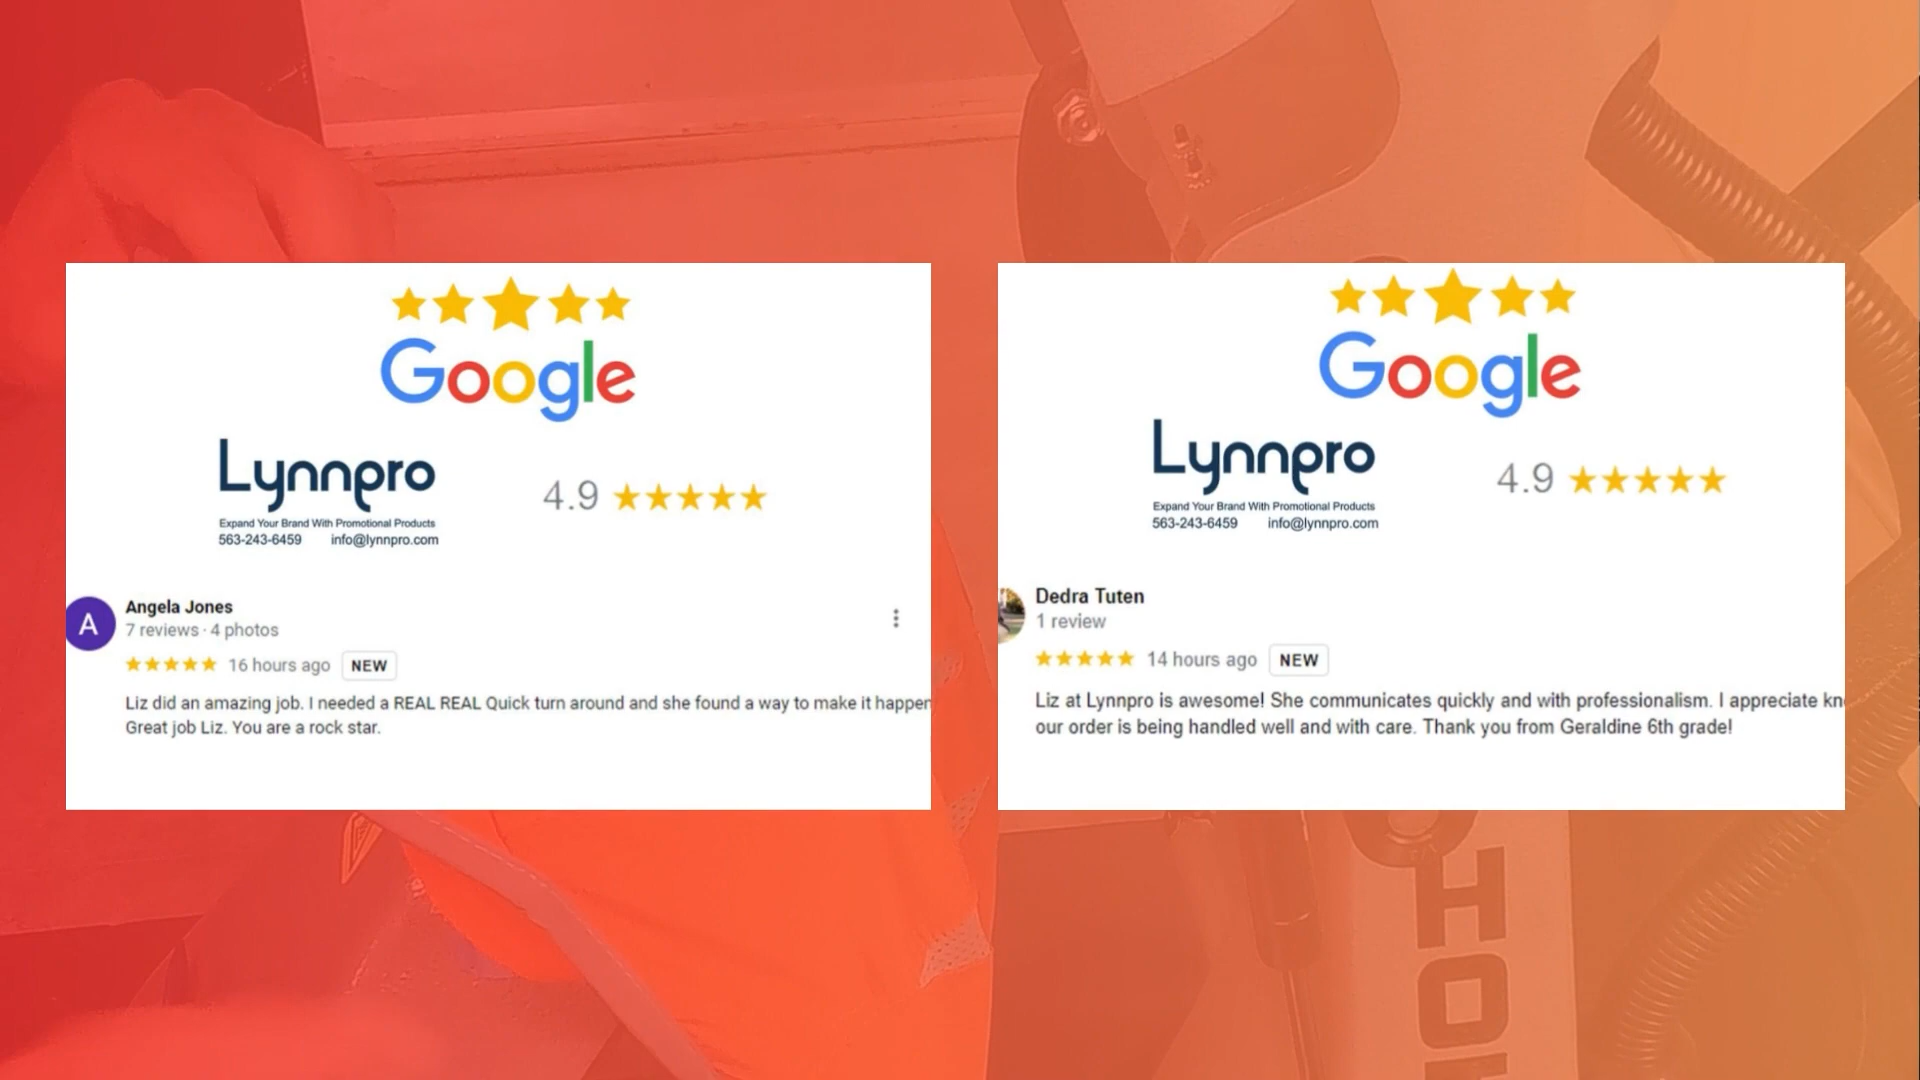 Google
Lynnpro
4.9
Expand Your Brand With Promotional Products
563-243-6459 info@lynnpro.com
A
Angela Jones
7 reviews · 4 photos
16 hours ago NEW
Liz did an amazing job. I needed a REAL REAL Quick turn around and she found a way to make it happen
Great job Liz. You are a rock star.
Google
Lynnpro
4.9
Expand Your Brand With Promotional Products
563-243-6459 info@lynnpro.com
Dedra Tuten
1 review
14 hours ago NEW
Liz at Lynnpro is awesome! She communicates quickly and with professionalism. I appreciate
our order is being handled well and with care. Thank you from Geraldine 6th grade!